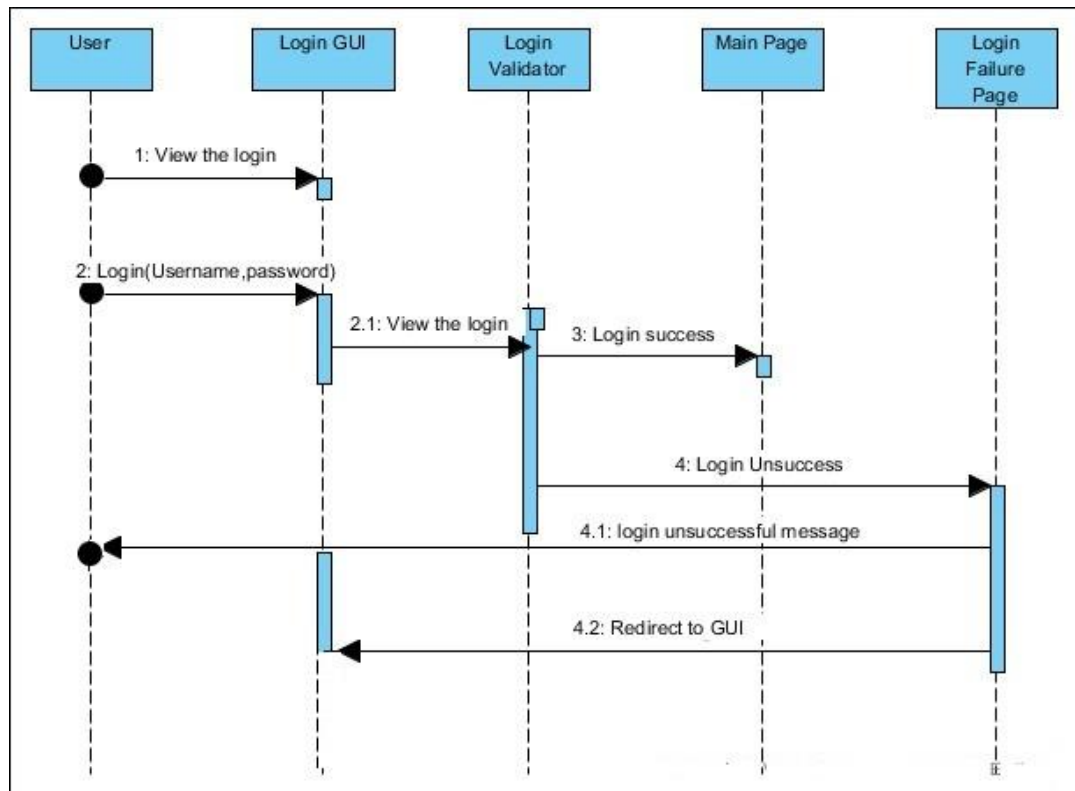 User
Login GUI
Login
Validator
Main Page
Login
Failure
Page
1: View the login
2: Login(Username,password)
2.1: View the login
3: Login success
4: Login Unsuccess
4.1: login unsuccessful message
4.2: Redirect to GUI